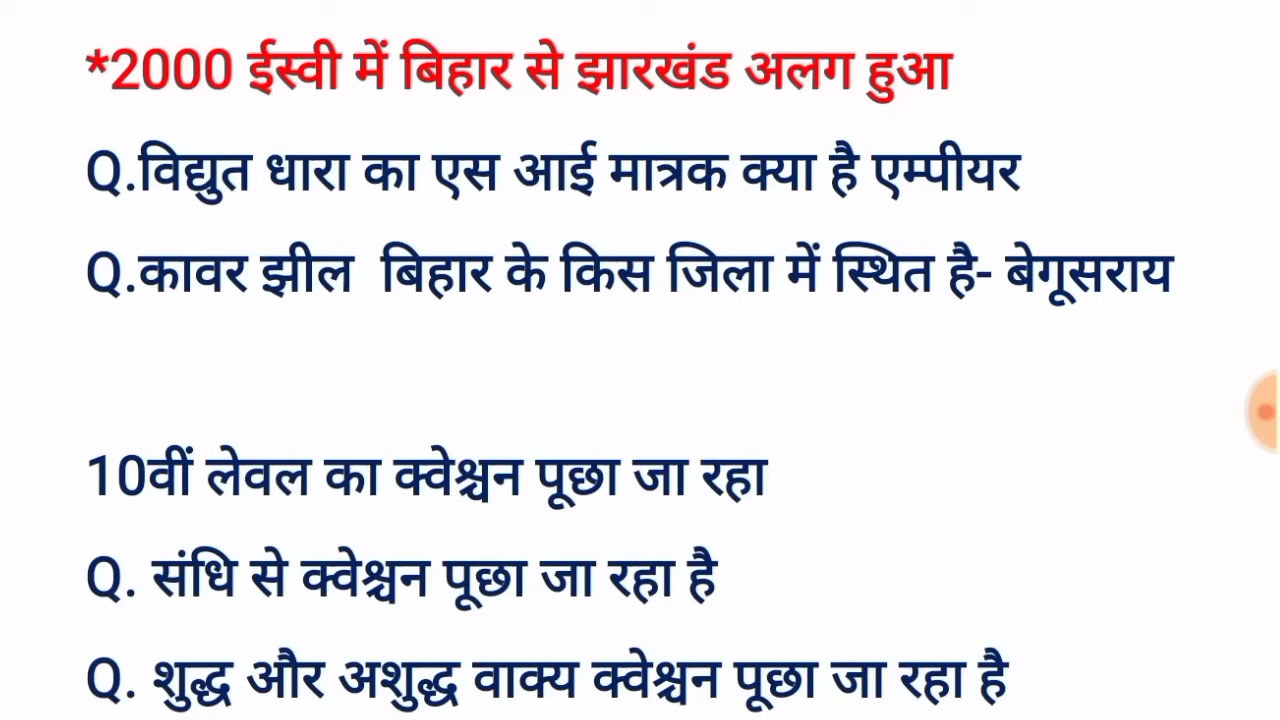 *2000 ईस्वी में बिहार से झारखंड अलग हुआ
Q.विद्युत धारा का एस आई मात्रक क्या है एम्पीयर
Q.कावर झील बिहार के किस जिला में स्थित है- बेगूसराय
10वीं लेवल का क्वेश्चन पूछा जा रहा
Q. संधि से क्वेश्चन पूछा जा रहा है
Q. शुद्ध और अशुद्ध वाक्य क्वेश्चन पूछा जा रहा है